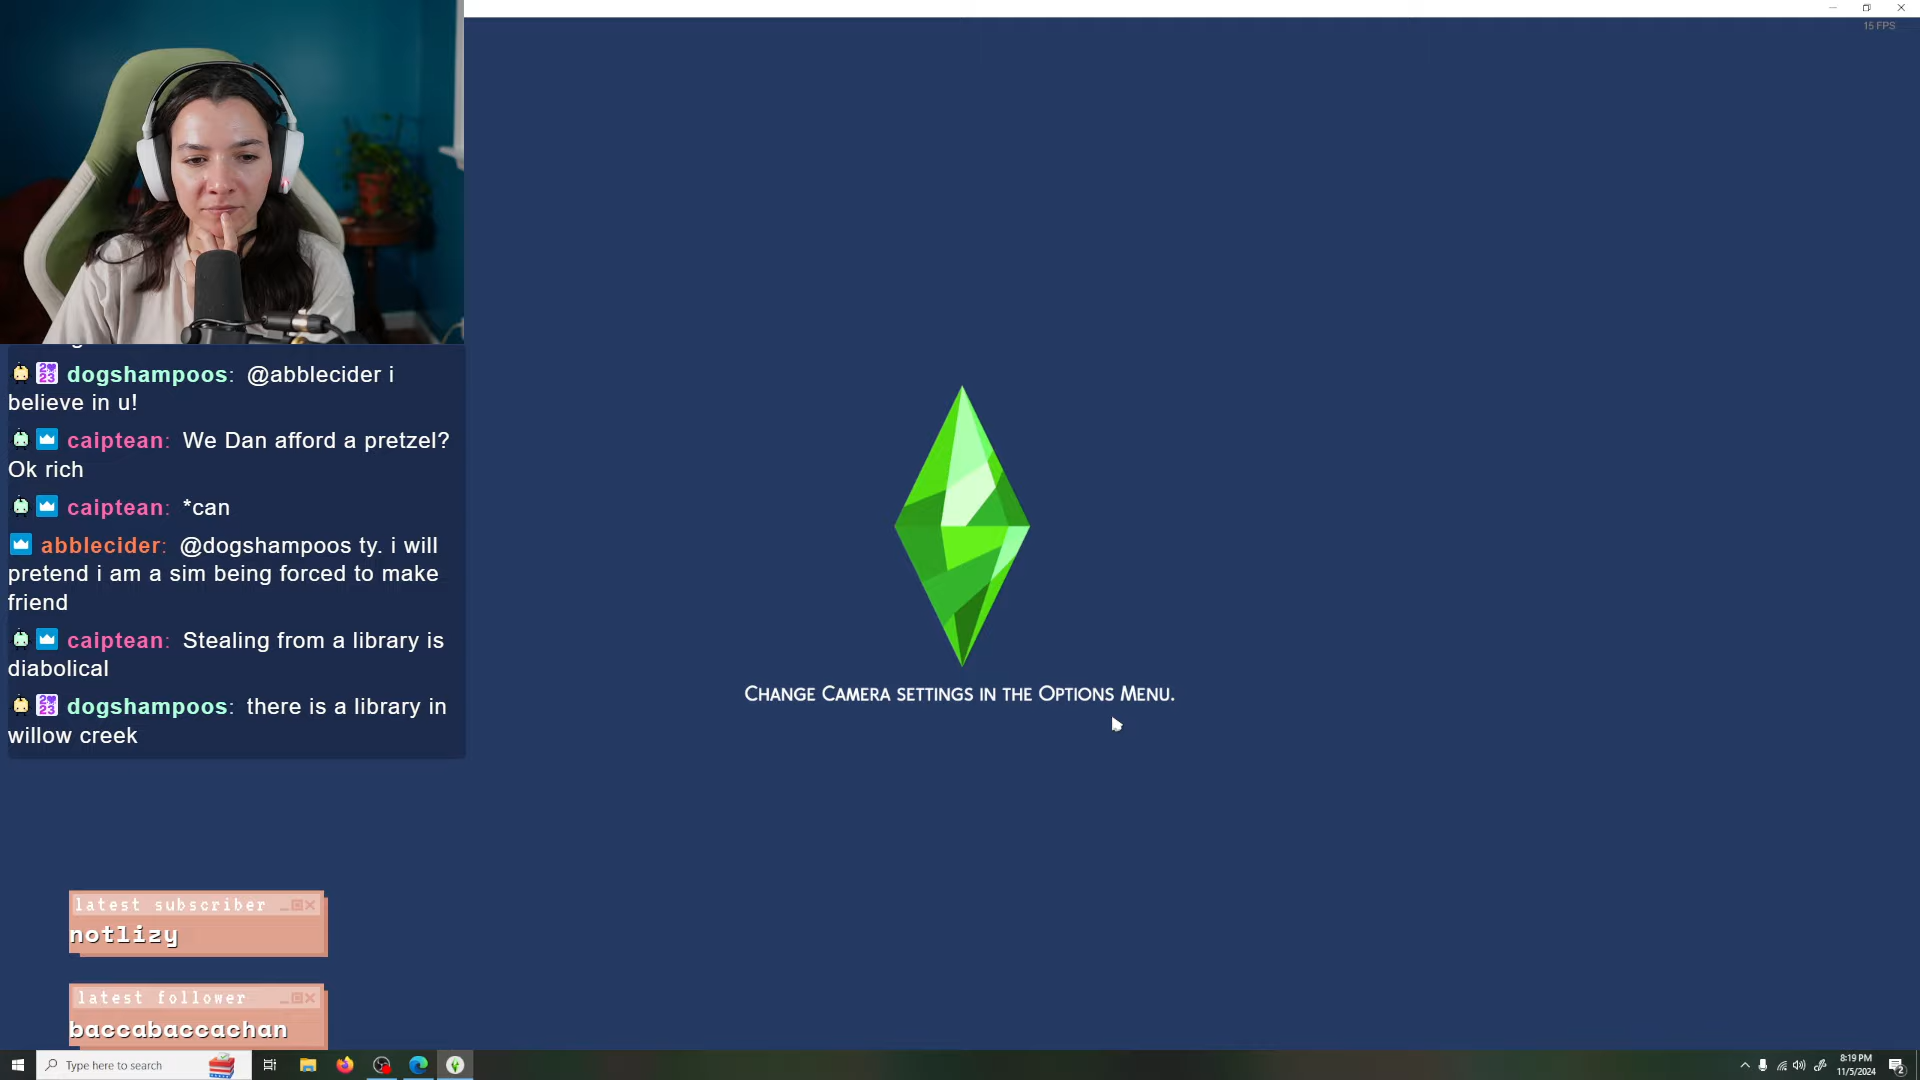 15 FPS
dogshampoos: @abblecider i
believe in u!
caiptean: We Dan afford a pretzel?
Ok rich
caiptean: *can
abblecider: @dogshampoos ty. i will
pretend i am a sim being forced to make
friend
caiptean: Stealing from a library is
diabolical
dogshampoos: there is a library in
willow creek
CHANGE CAMERA SETTINGS IN THE OPTIONS MENU.
latest subscriber
notlizy
latest follower
baccabaccachan
Type here to search
8:19 PM
11/5/2024
2